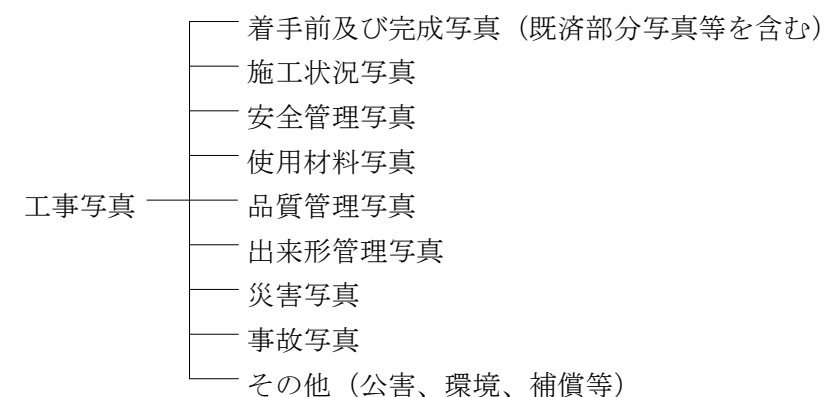 着手前及び完成写真（既済部分写真等を含む）
施工状況写真
安全管理写真
使用材料写真
工事写真 品質管理写真
出来形管理写真
災害写真
事故写真
その他（公害、環境、補償等）